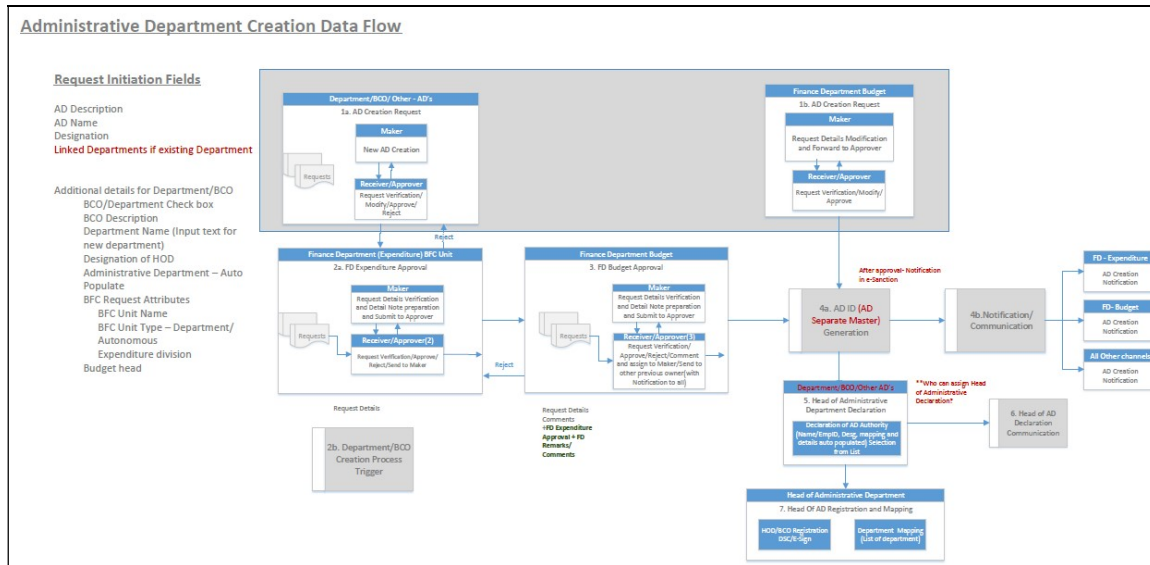 Administrative Department Creation Data Flow
Request Initiation Fields
AD Description
AD Name
Designation
Linked Departments if existing Department
Additional details for Department/BCO
BCO/Department Check box
BCO Description
Department Name (Input text for
new department)
Designation of HOD
Administrative Department – Auto
Populate
BFC Request Attributes
BFC Unit Name
BFC Unit Type – Department/
Autonomous
Expenditure division
Budget head
Department/BCO/ Other - AD's
1a. AD Creation Request
Maker
New AD Creation
Requests
Receiver/Approver
Request Verification/
Modify/Approve/
Reject
Finance Department Budget
1b. AD Creation Request
Maker
Request Details Modification
and Forward to Approver
Receiver/Approver
Request Verification/Modify/
Approve
Reject
Finance Department (Expenditure) BFC Unit
2a. FD Expenditure Approval
Maker
Request Details Verification
and Detail Note preparation
and Submit to Approver
Requests
Receiver/Approver(2)
Request Verification/Approve/
Reject/Send to Maker
Request Details
2b. Department/BCO
Creation Process
Trigger
Reject
Finance Department Budget
3. FD Budget Approval
Maker
Request Details Verification
and Detail Note preparation
and Submit to Approver
Requests
Receiver/Approver(3)
Request Verification/
Approve/Reject/Comment
and assign to Maker/Send to
other previous owner(with
Notification to all)
Request Details
Comments
+FD Expenditure
Approval + FD
Remarks/
Comments
After approval- Notification
in e-Sanction
4a. AD ID (AD
Separate Master)
Generation
4b.Notification/
Communication
FD - Expenditure
AD Creation
Notification
FD- Budget
AD Creation
Notification
All Other channels
AD Creation
Notification
Department/BCO/Other AD's
5. Head of Administrative
Department Declaration
Declaration of AD Authority
(Name/EmpID, Desg, mapping and
details auto populated) Selection
from List
**Who can assign Head
of Administrative
Declaration?
6. Head of AD
Declaration
Communication
Head of Administrative Department
7. Head Of AD Registration and Mapping
HOD/BCO Registration
DSC/E-sign
Department Mapping
(List of department)